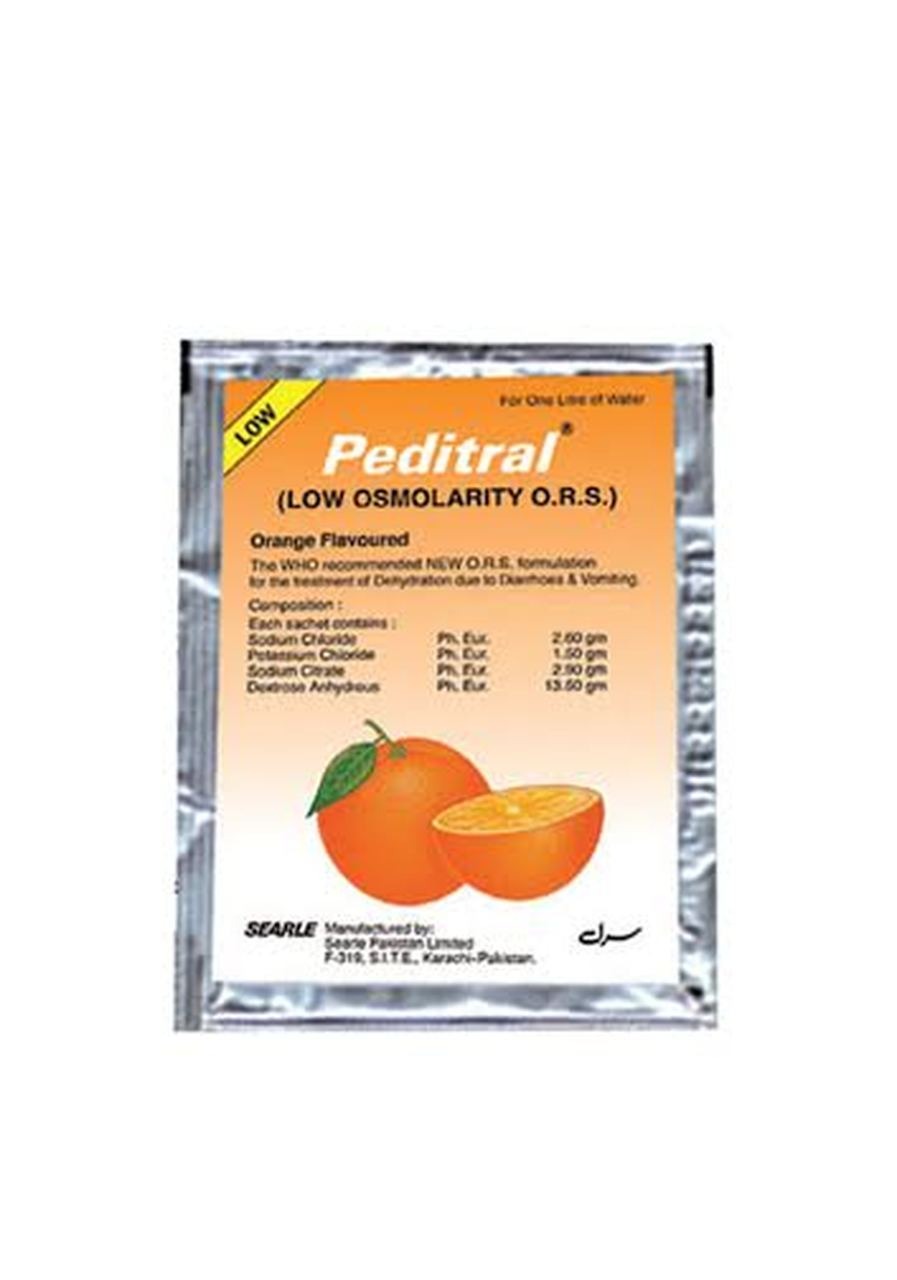 LOW
For One Litre of Water
Peditral®
(LOW OSMOLARITY O.R.S.)
Orange Flavoured
The WHO recommended NEW O.R.S. formulation
for the treatment of Dehydration due to Diarrhoea & Vomiting.
Composition :
Each sachet contains :
Sodium Chloride Ph. Eur. 2.60 gm
Potassium Chloride Ph. Eur. 1.50 gm
Sodium Citrate Ph. Eur. 2.90 gm
Dextrose Anhydrous Ph. Eur. 13.50 gm
SEARLE Manufactured by:
Searle Pakistan Limited
F-319, S.I.T.E., Karachi-Pakistan.
سرل